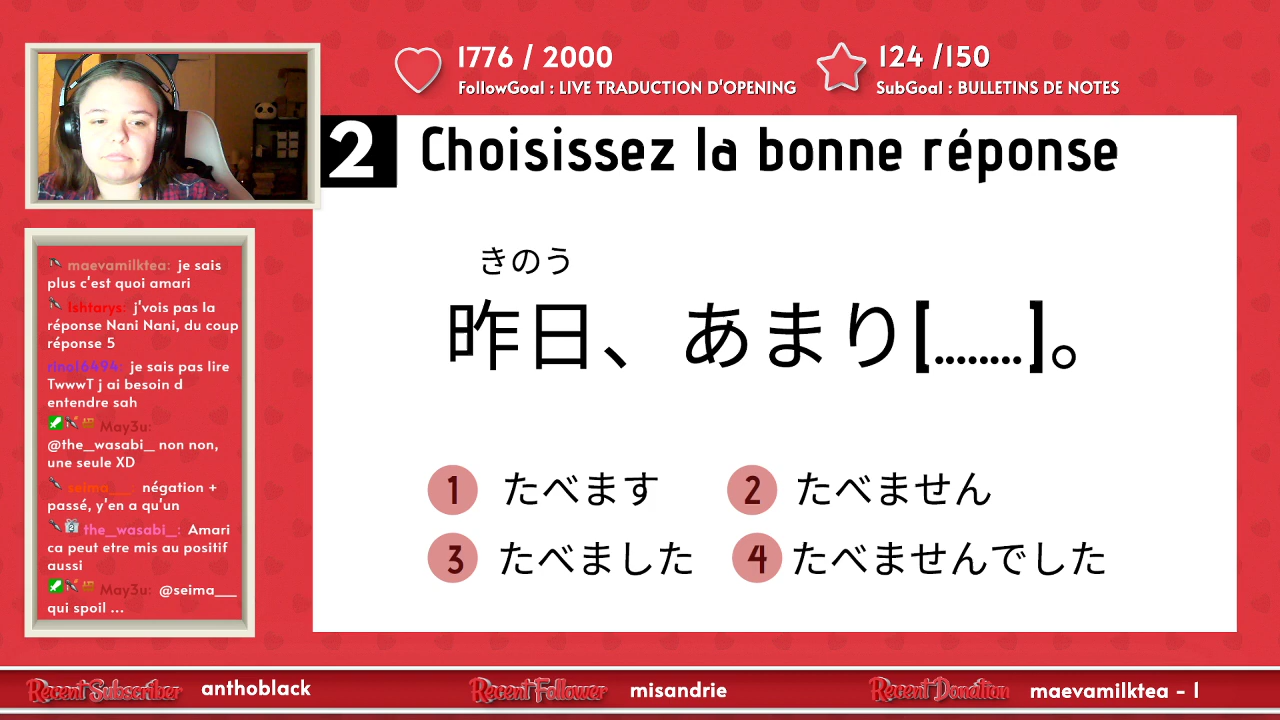 1776 / 2000
FollowGoal : LIVE TRADUCTION D'OPENING
124 /150
SubGoal : BULLETINS DE NOTES
2 Choisissez la bonne réponse
きのう
昨日、あまり[........]。
1 たべます 2 たべません
3 たべました 4 たべませんでした
maevamilktea: je sais
plus c'est quoi amari
Ishtarys: j'vois pas la
réponse Nani Nani, du coup
réponse 5
rino16494: je sais pas lire
TwwwT j ai besoin d
entendre sah
May3u:
@the_wasabi_ non non,
une seule XD
seima___ négation +
passé, y'en a qu'un
the_wasabi_: Amari
ca peut etre mis au positif
aussi
May3u: @seima___
qui spoil ...
Recent Subscriber anthoblack
Recent Follower misandrie
Recent Donation maevamilktea - 1